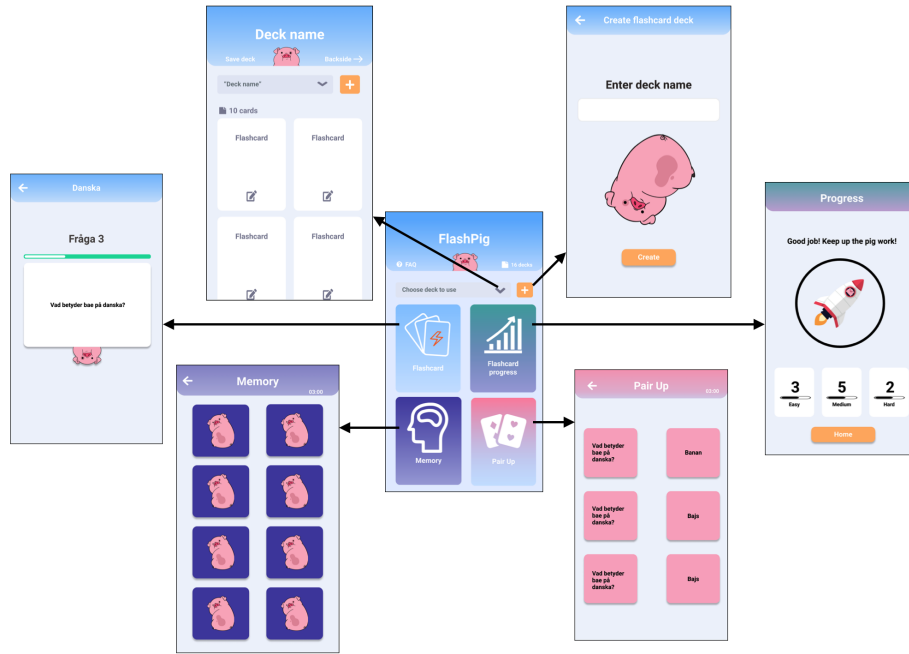 Deck name
Save deck
Backside →
"Deck name"
10 cards
Flashcard
Flashcard
Flashcard
Flashcard
Create flashcard deck
Enter deck name
Create
Danska
Fråga 3
Vad betyder bae på danska?
FlashPig
FAQ
16 decks
Choose deck to use
Flashcard
Flashcard
progress
Memory
Pair Up
Progress
Good job! Keep up the pig work!
3
Easy
5
Medium
2
Hard
Home
Memory
03:00
Pair Up
03:00
Vad betyder
bae på
danska?
Banan
Vad betyder
bae på
danska?
Bajs
Vad betyder
bae på
danska?
Bajs